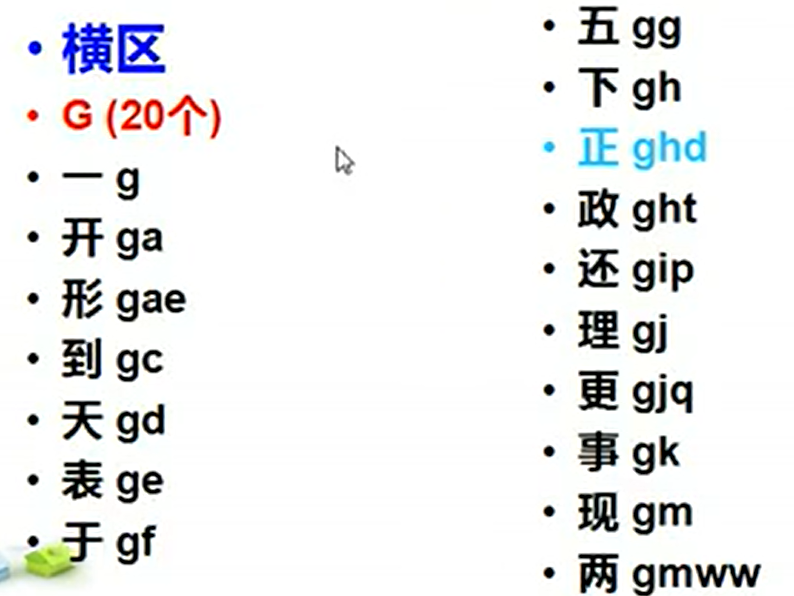 横区
G (20个)
一 g
开 ga
形 gae
到 gc
天 gd
表 ge
于 gf
五 gg
下 gh
正 ghd
政 ght
还 gip
理 gj
更 gjq
事 gk
现 gm
两 gmww